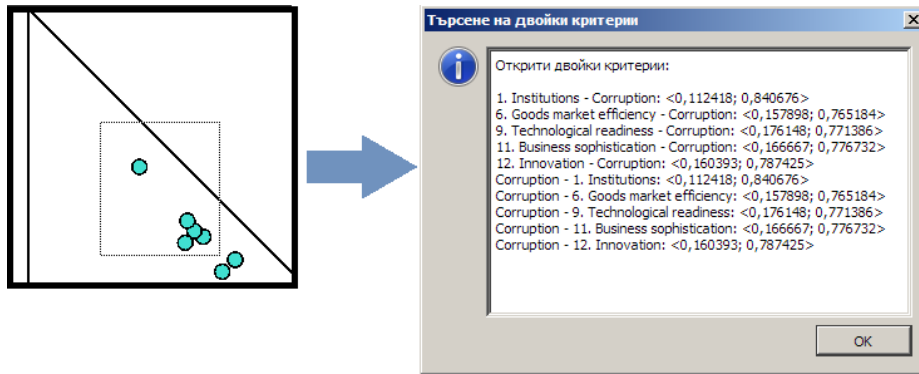 Търсене на двойки критерии
Открити двойки критерии:
1. Institutions - Corruption: <0,112418; 0,840676>
6. Goods market efficiency - Corruption: <0,157898; 0,765184>
9. Technological readiness - Corruption: <0,176148; 0,771386>
11. Business sophistication - Corruption: <0,166667; 0,776732>
12. Innovation - Corruption: <0,160393; 0,787425>
Corruption - 1. Institutions: <0,112418; 0,840676>
Corruption - 6. Goods market efficiency: <0,157898; 0,765184>
Corruption - 9. Technological readiness: <0,176148; 0,771386>
Corruption - 11. Business sophistication: <0,166667; 0,776732>
Corruption - 12. Innovation: <0,160393; 0,787425>
OK